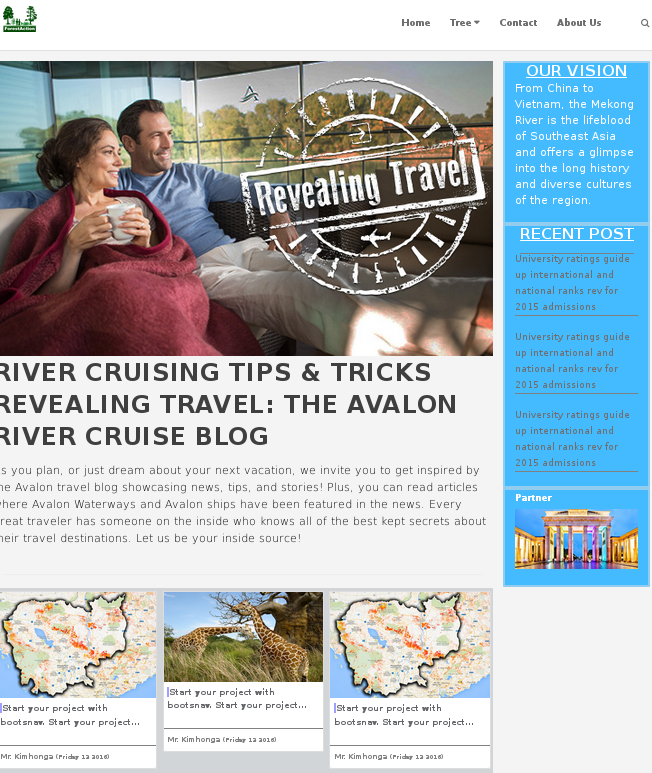 ForestAction
Home Tree Contact About Us
Revealing Travel
RIVER CRUISING TIPS & TRICKS
REVEALING TRAVEL: THE AVALON
RIVER CRUISE BLOG
s you plan, or just dream about your next vacation, we invite you to get inspired by
he Avalon travel blog showcasing news, tips, and stories! Plus, you can read articles
where Avalon Waterways and Avalon ships have been featured in the news. Every
reat traveler has someone on the inside who knows all of the best kept secrets about
heir travel destinations. Let us be your inside source!
OUR VISION
From China to
Vietnam, the Mekong
River is the lifeblood
of Southeast Asia
and offers a glimpse
into the long history
and diverse cultures
of the region.
RECENT POST
University ratings guide
up international and
national ranks rev for
2015 admissions
University ratings guide
up international and
national ranks rev for
2015 admissions
University ratings guide
up international and
national ranks rev for
2015 admissions
Partner
Start your project with
bootsnav. Start your project...
Mr. Kimhonga (Friday 13 2016)
Start your project with
bootsnav. Start your project...
Mr. Kimhonga (Friday 13 2016)
Start your project with
bootsnav. Start your project...
Mr. Kimhonga (Friday 13 2016)